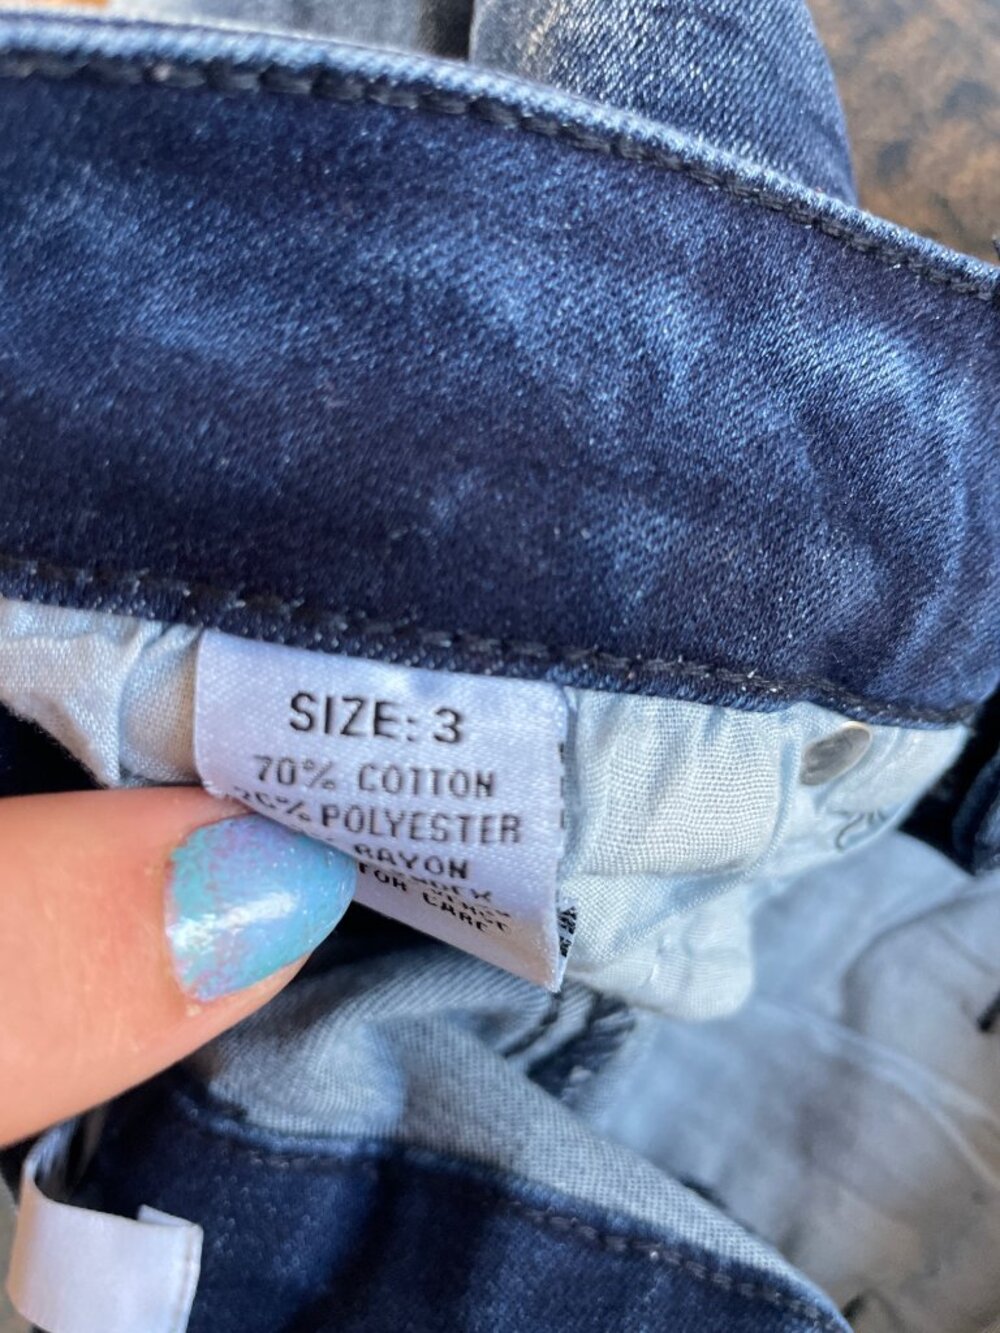 SIZE: 3
70% COTTON
POLYESTER
RAYON
FOR
CARE